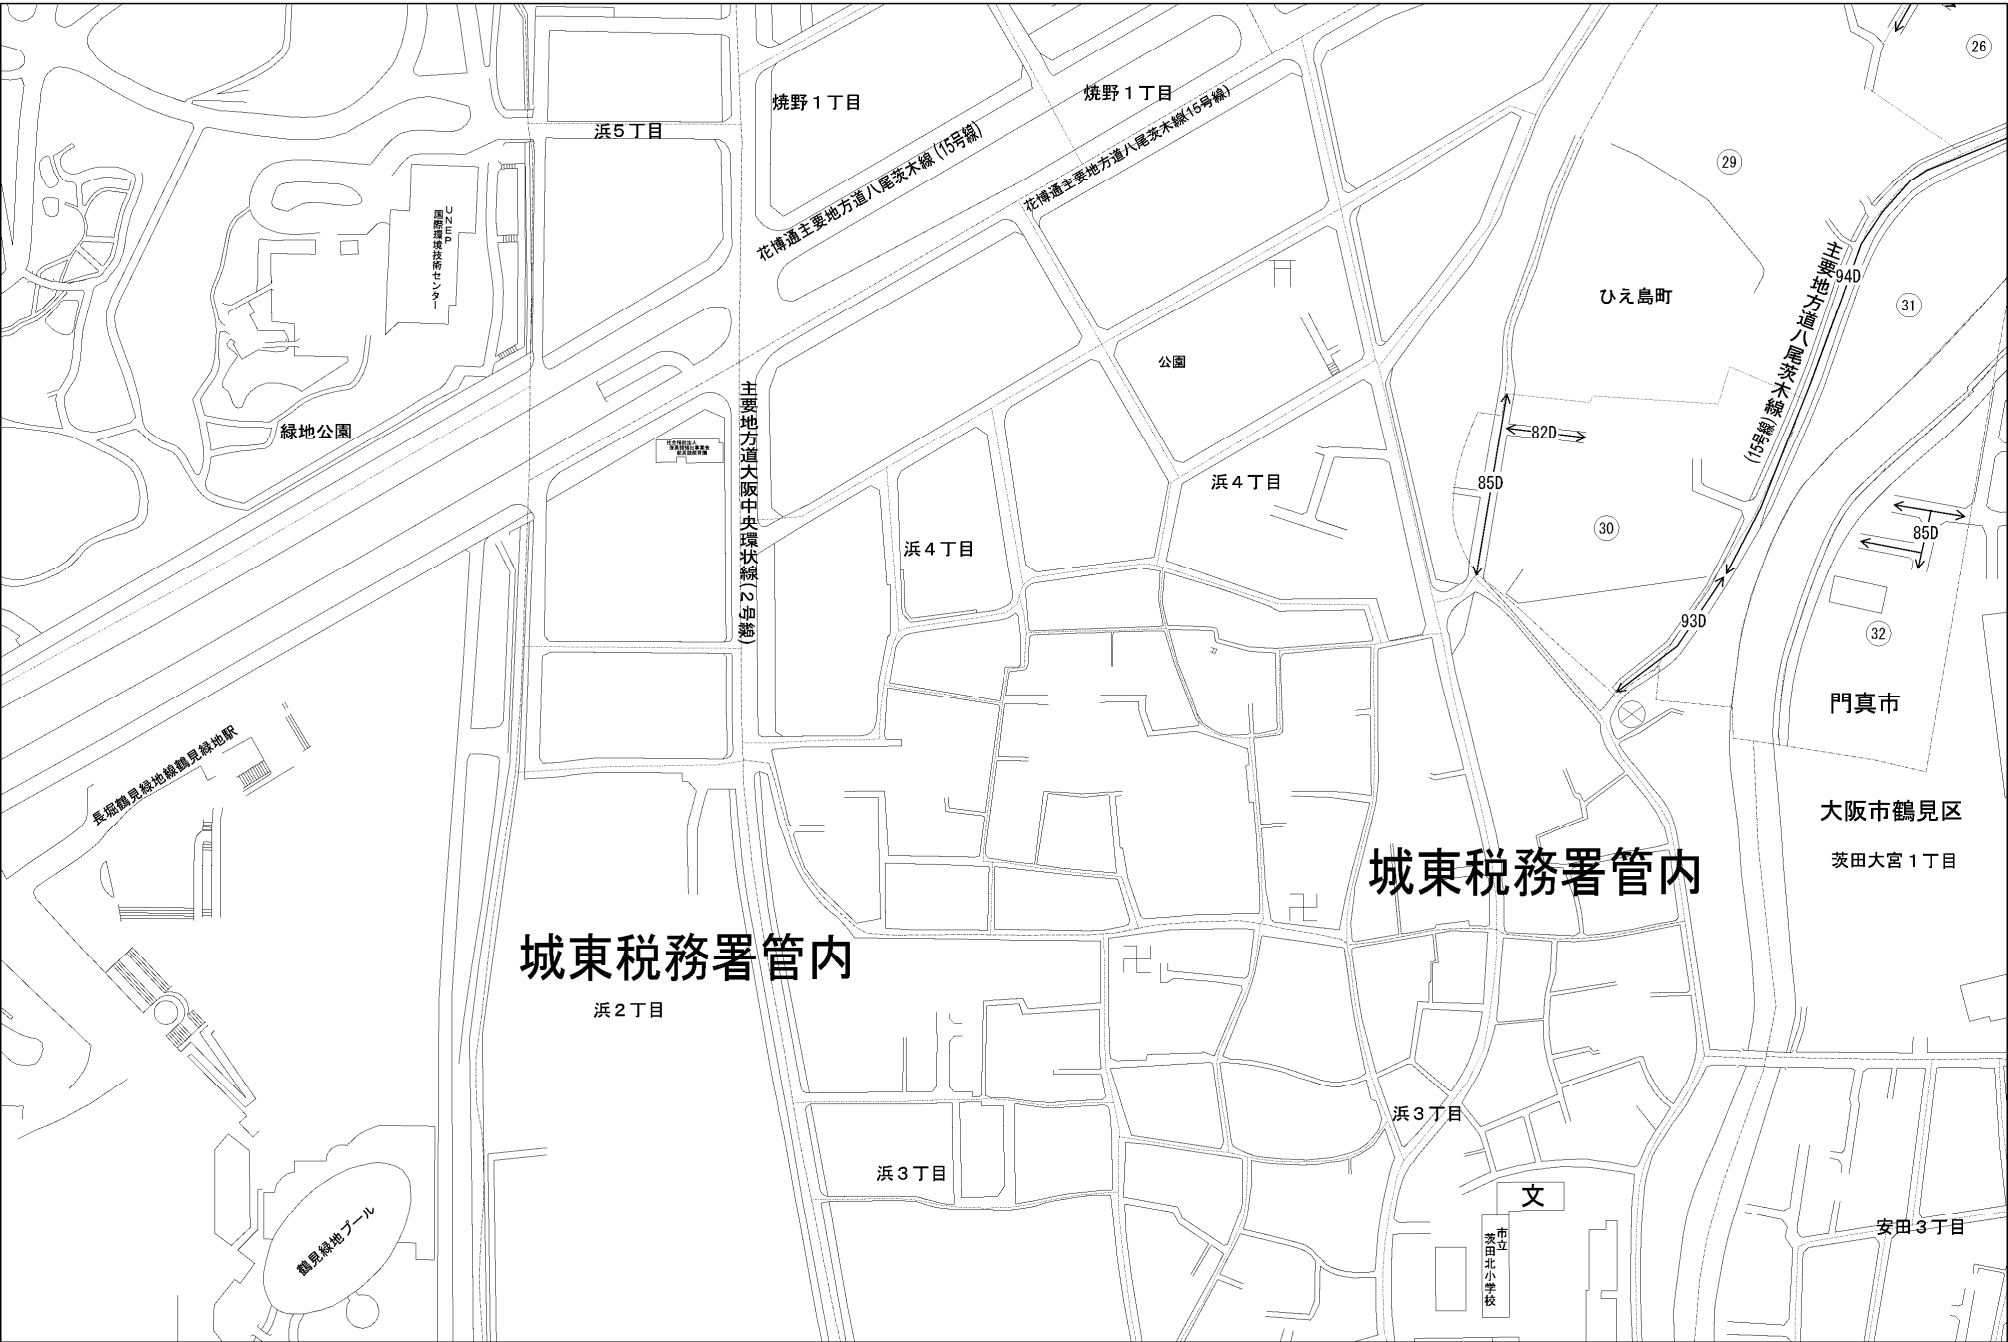 26
焼野１丁目
焼野１丁目
浜５丁目
花博通主要地方道八尾茨木線(15号線)
花博通主要地方道八尾茨木線(15号線)
29
ＵＮＥＰ
国際環境技術センター
主要地方道八尾茨木線
(15号線)
94D
ひえ島町
31
公園
緑地公園
主要地方道大阪中央環状線(２号線)
82D
85D
浜４丁目
30
85D
浜４丁目
93D
32
門真市
長堀鶴見緑地線鶴見緑地駅
大阪市鶴見区
茨田大宮１丁目
城東税務署管内
城東税務署管内
浜２丁目
浜３丁目
浜３丁目
文
市立
茨田北小学校
安田３丁目
鶴見緑地プール